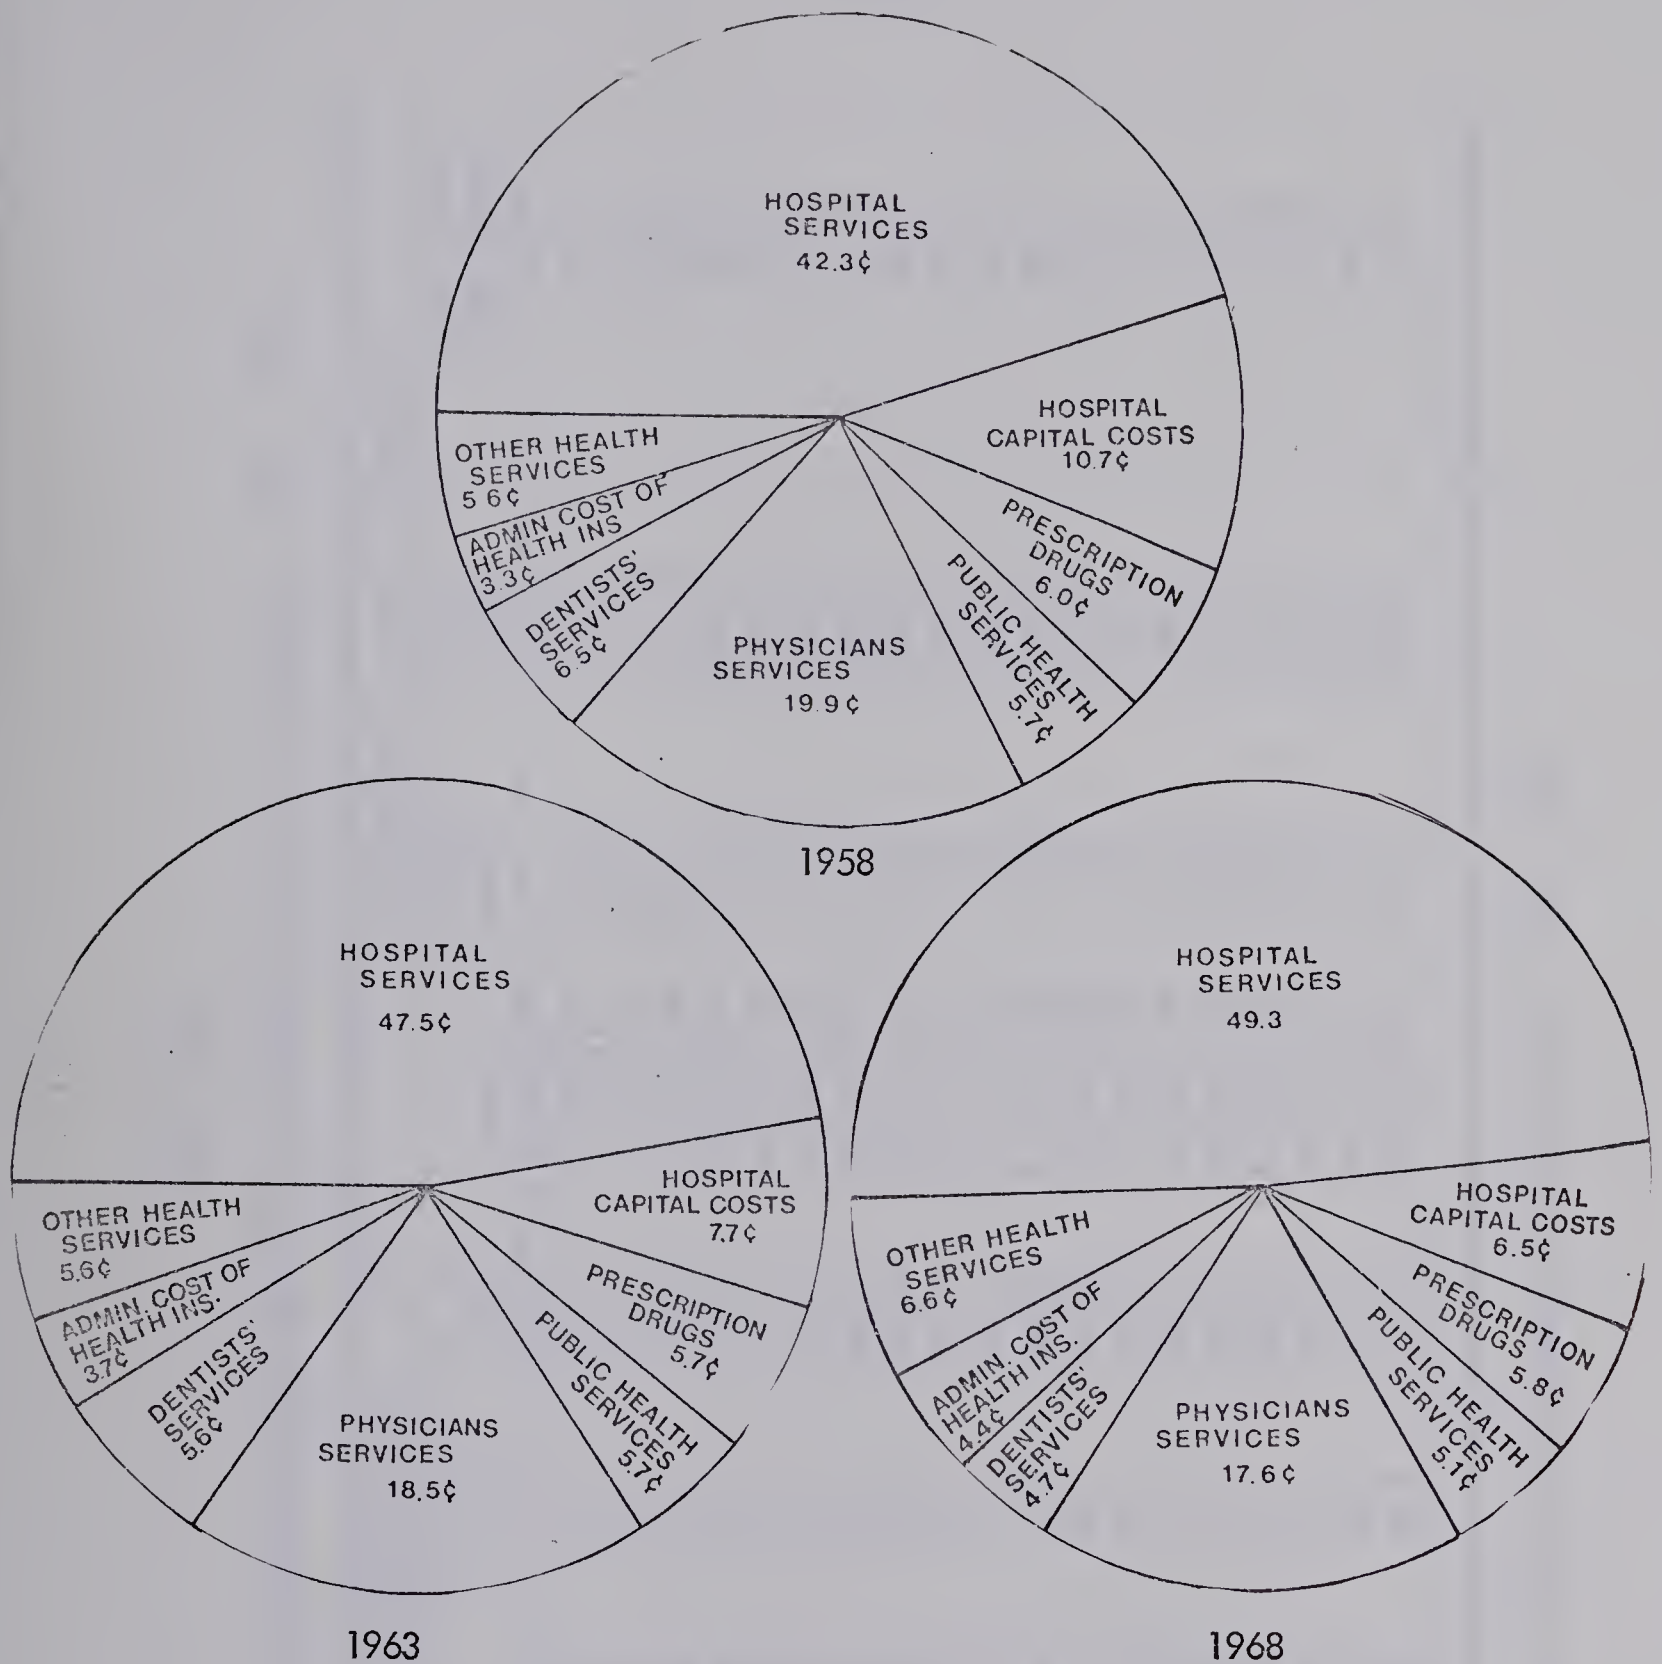 HOSPITAL
SERVICES
42.3¢
HOSPITAL
CAPITAL COSTS
10.7¢
PRESCRIPTION
DRUGS
6.0¢
PUBLIC HEALTH
SERVICES
5.7¢
PHYSICIANS
SERVICES
19.9¢
DENTISTS'
SERVICES
6.5¢
ADMIN COST OF
HEALTH INS
3.3¢
OTHER HEALTH
SERVICES
5 6¢
1958
HOSPITAL
SERVICES
47.5¢
HOSPITAL
CAPITAL COSTS
7.7¢
PRESCRIPTION
DRUGS
5.7¢
PUBLIC HEALTH
SERVICES
5.7¢
PHYSICIANS
SERVICES
18.5¢
DENTISTS'
SERVICES
5.6¢
ADMIN. COST OF
HEALTH INS.
3.7¢
OTHER HEALTH
SERVICES
5.6¢
1963
HOSPITAL
SERVICES
49.3
HOSPITAL
CAPITAL COSTS
6.5¢
PRESCRIPTION
DRUGS
5.8¢
PUBLIC HEALTH
SERVICES
5.1¢
PHYSICIANS
SERVICES
17.6¢
DENTISTS'
SERVICES
4.7¢
ADMIN. COST OF
HEALTH INS.
4.4¢
OTHER HEALTH
SERVICES
6.6¢
1968